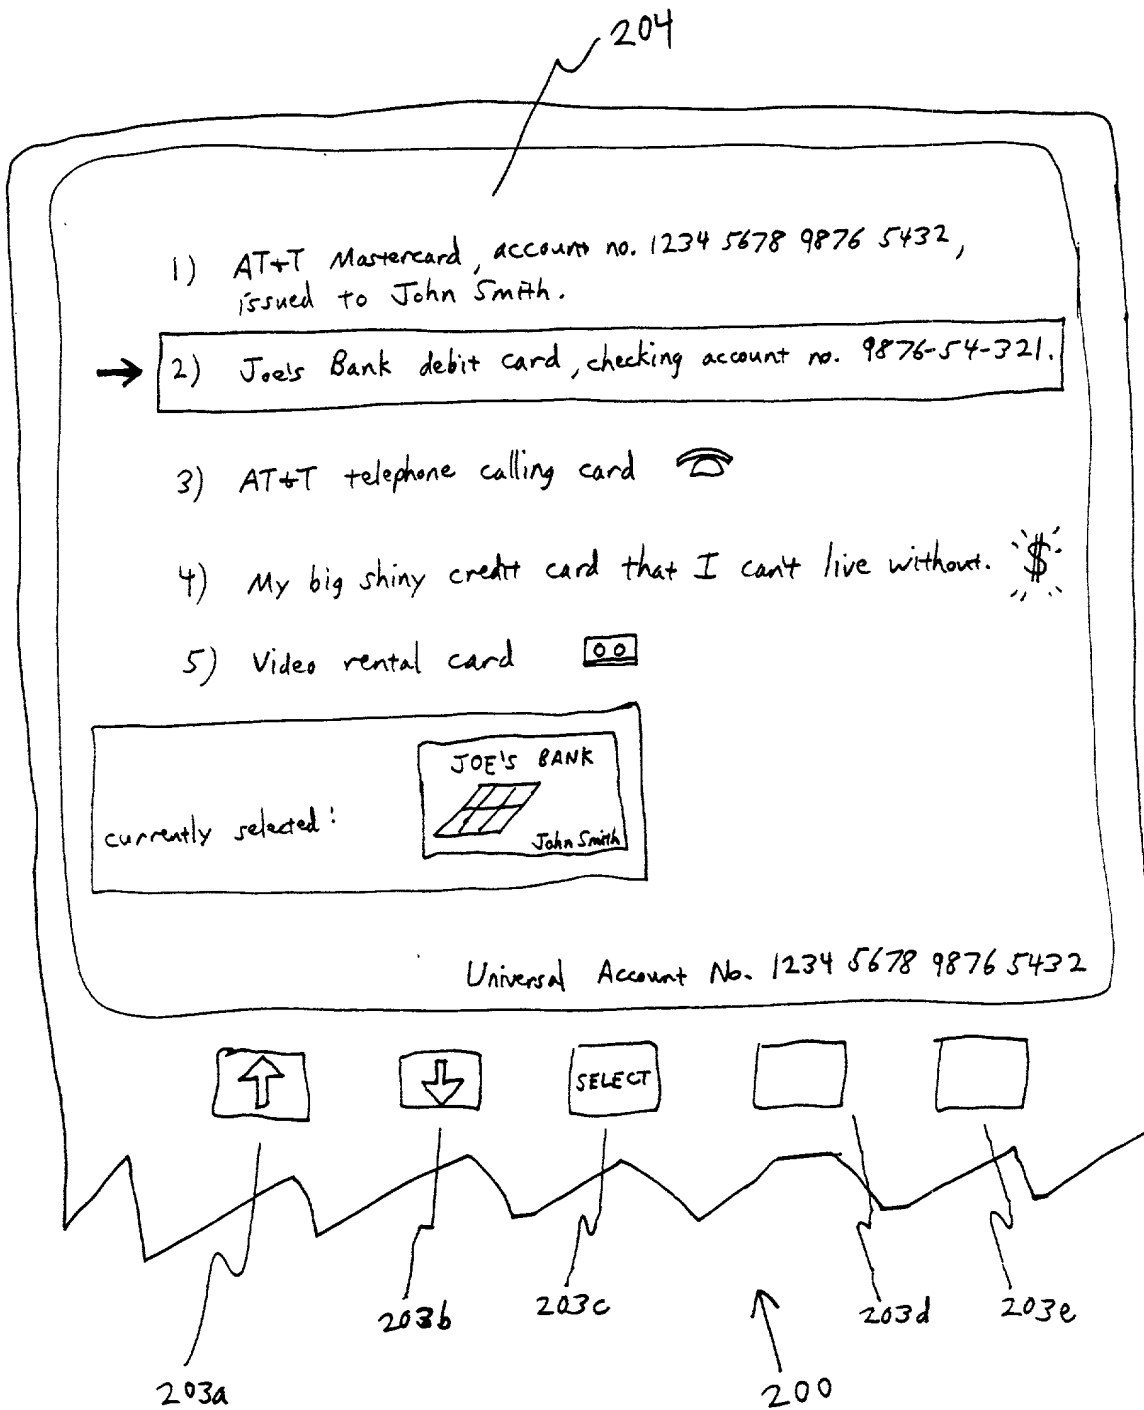 204
1) AT&T Mastercard, account no. 1234 5678 9876 5432,
issued to John Smith.
2) Joe's Bank debit card, checking account no. 9876-54-321.
3) AT&T telephone calling card
4) My big shiny credit card that I can't live without. $
5) Video rental card
JOE'S BANK
currently selected:
John Smith
Universal Account No. 1234 5678 9876 5432
SELECT
203a
203b
203c
203d
203e
200